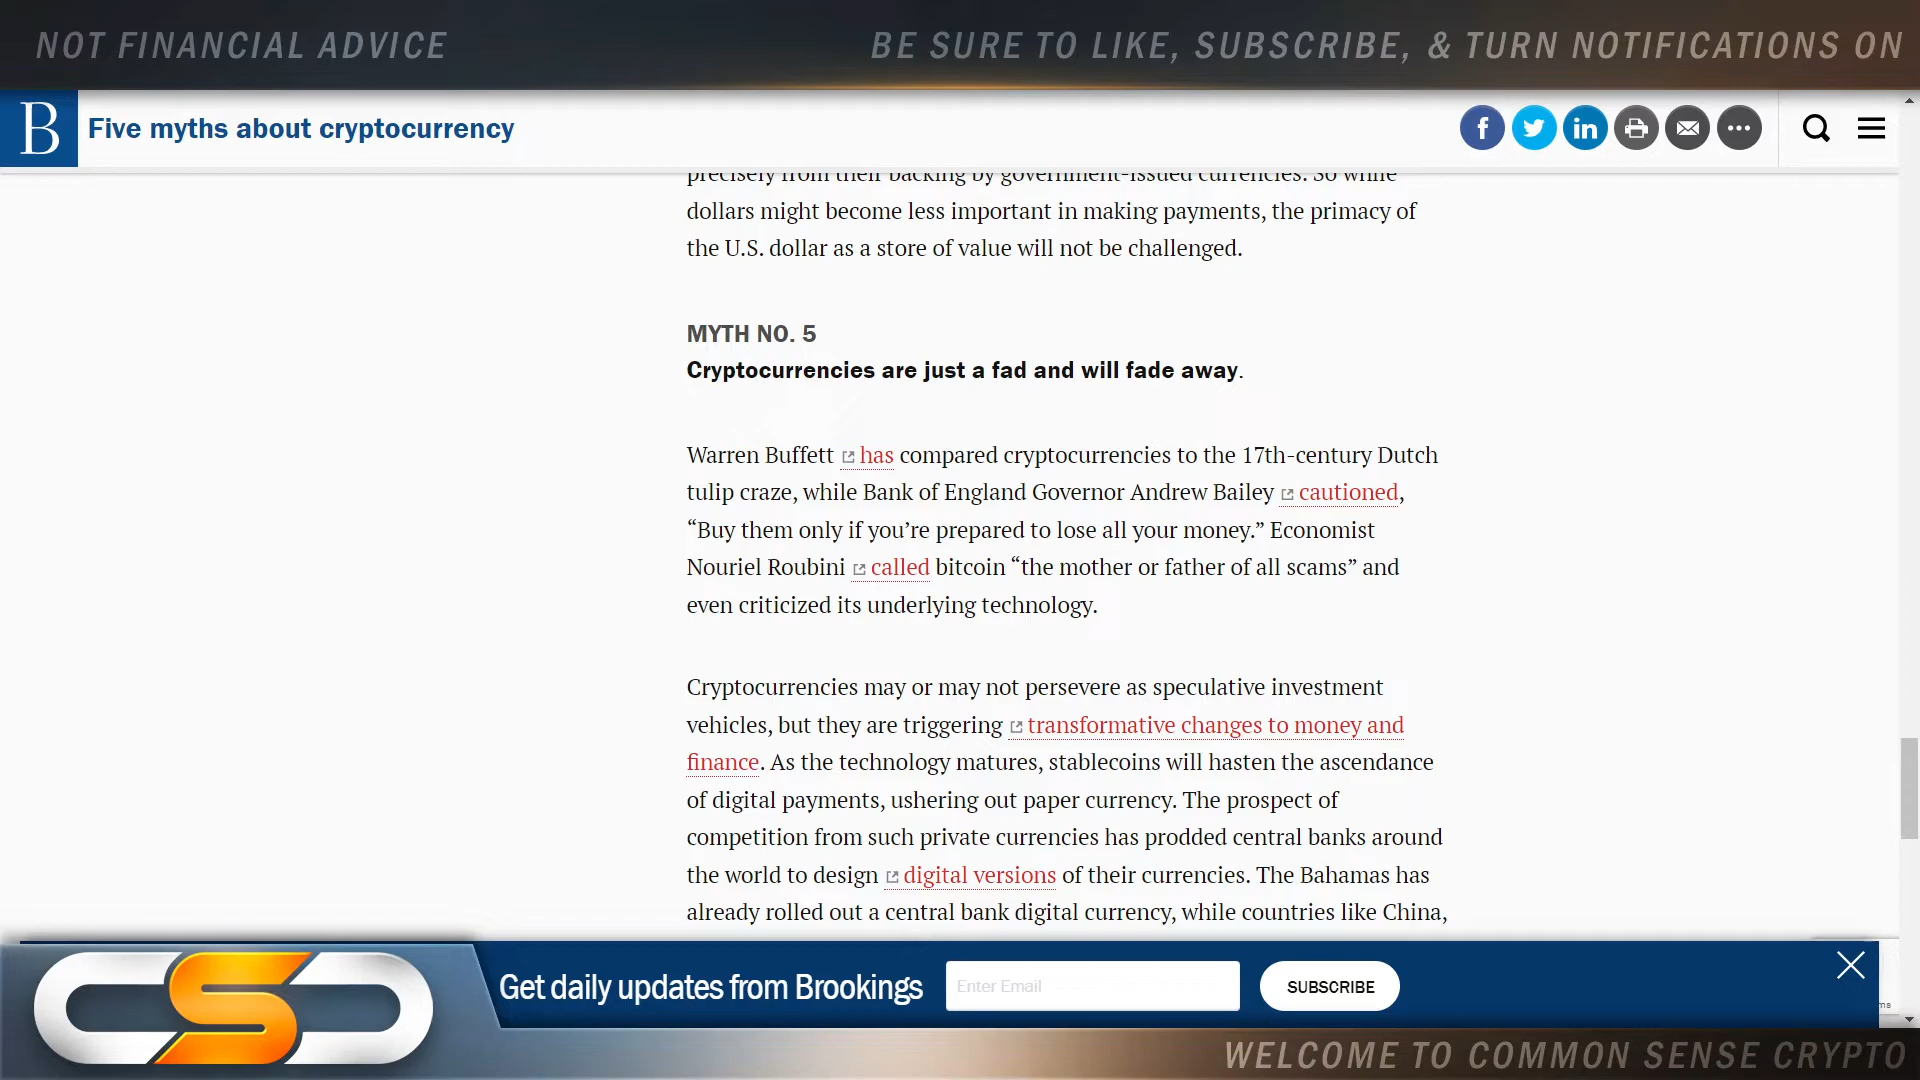 NOT FINANCIAL ADVICE
BE SURE TO LIKE, SUBSCRIBE, & TURN NOTIFICATIONS ON
B
Five myths about cryptocurrency
precisely from their backing by government-issued currencies. So while
dollars might become less important in making payments, the primacy of
the U.S. dollar as a store of value will not be challenged.
MYTH NO. 5
Cryptocurrencies are just a fad and will fade away.
Warren Buffett has compared cryptocurrencies to the 17th-century Dutch
tulip craze, while Bank of England Governor Andrew Bailey cautioned,
“Buy them only if you’re prepared to lose all your money.” Economist
Nouriel Roubini called bitcoin “the mother or father of all scams” and
even criticized its underlying technology.
Cryptocurrencies may or may not persevere as speculative investment
vehicles, but they are triggering transformative changes to money and
finance. As the technology matures, stablecoins will hasten the ascendance
of digital payments, ushering out paper currency. The prospect of
competition from such private currencies has prodded central banks around
the world to design digital versions of their currencies. The Bahamas has
already rolled out a central bank digital currency, while countries like China,
CSC
Get daily updates from Brookings
Enter Email
SUBSCRIBE
WELCOME TO COMMON SENSE CRYPTO